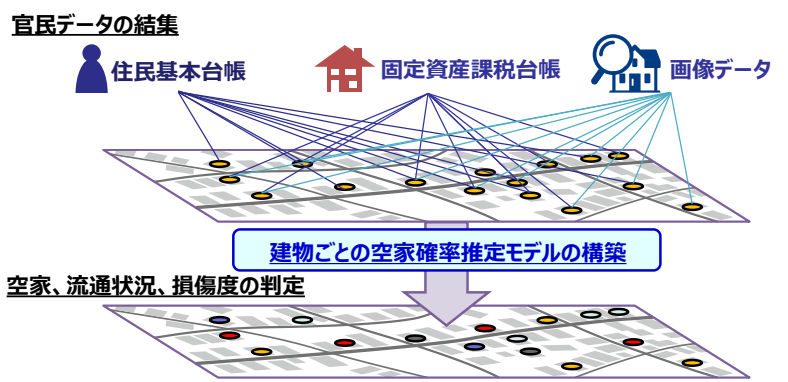 官民データの結集
住民基本台帳
固定資産課税台帳
画像データ
建物ごとの空家確率推定モデルの構築
空家、流通状況、損傷度の判定